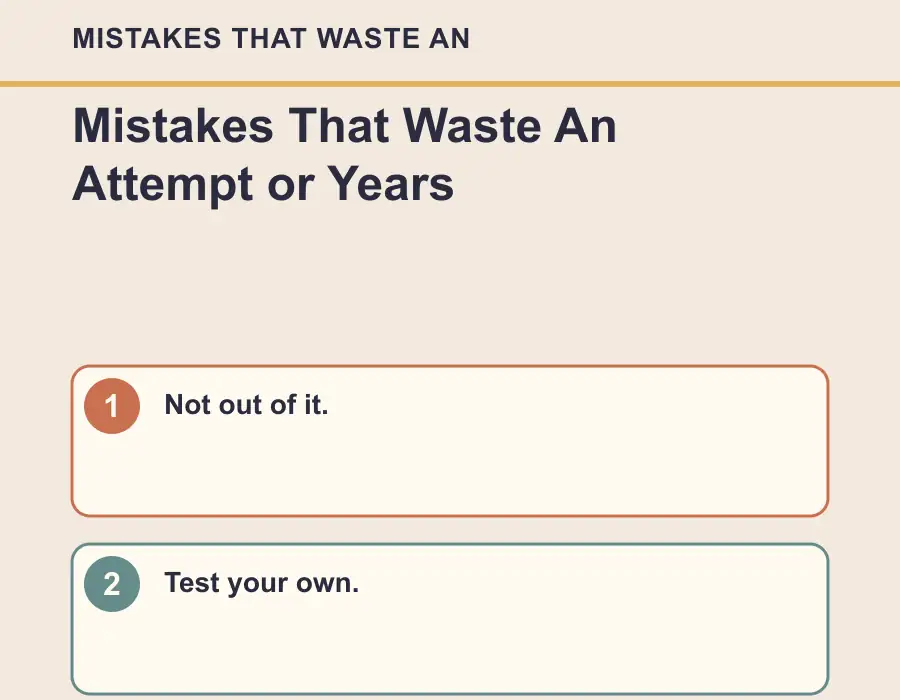 MISTAKES THAT WASTE AN
Mistakes That Waste An
Attempt or Years
1 Not out of it.
2 Test your own.